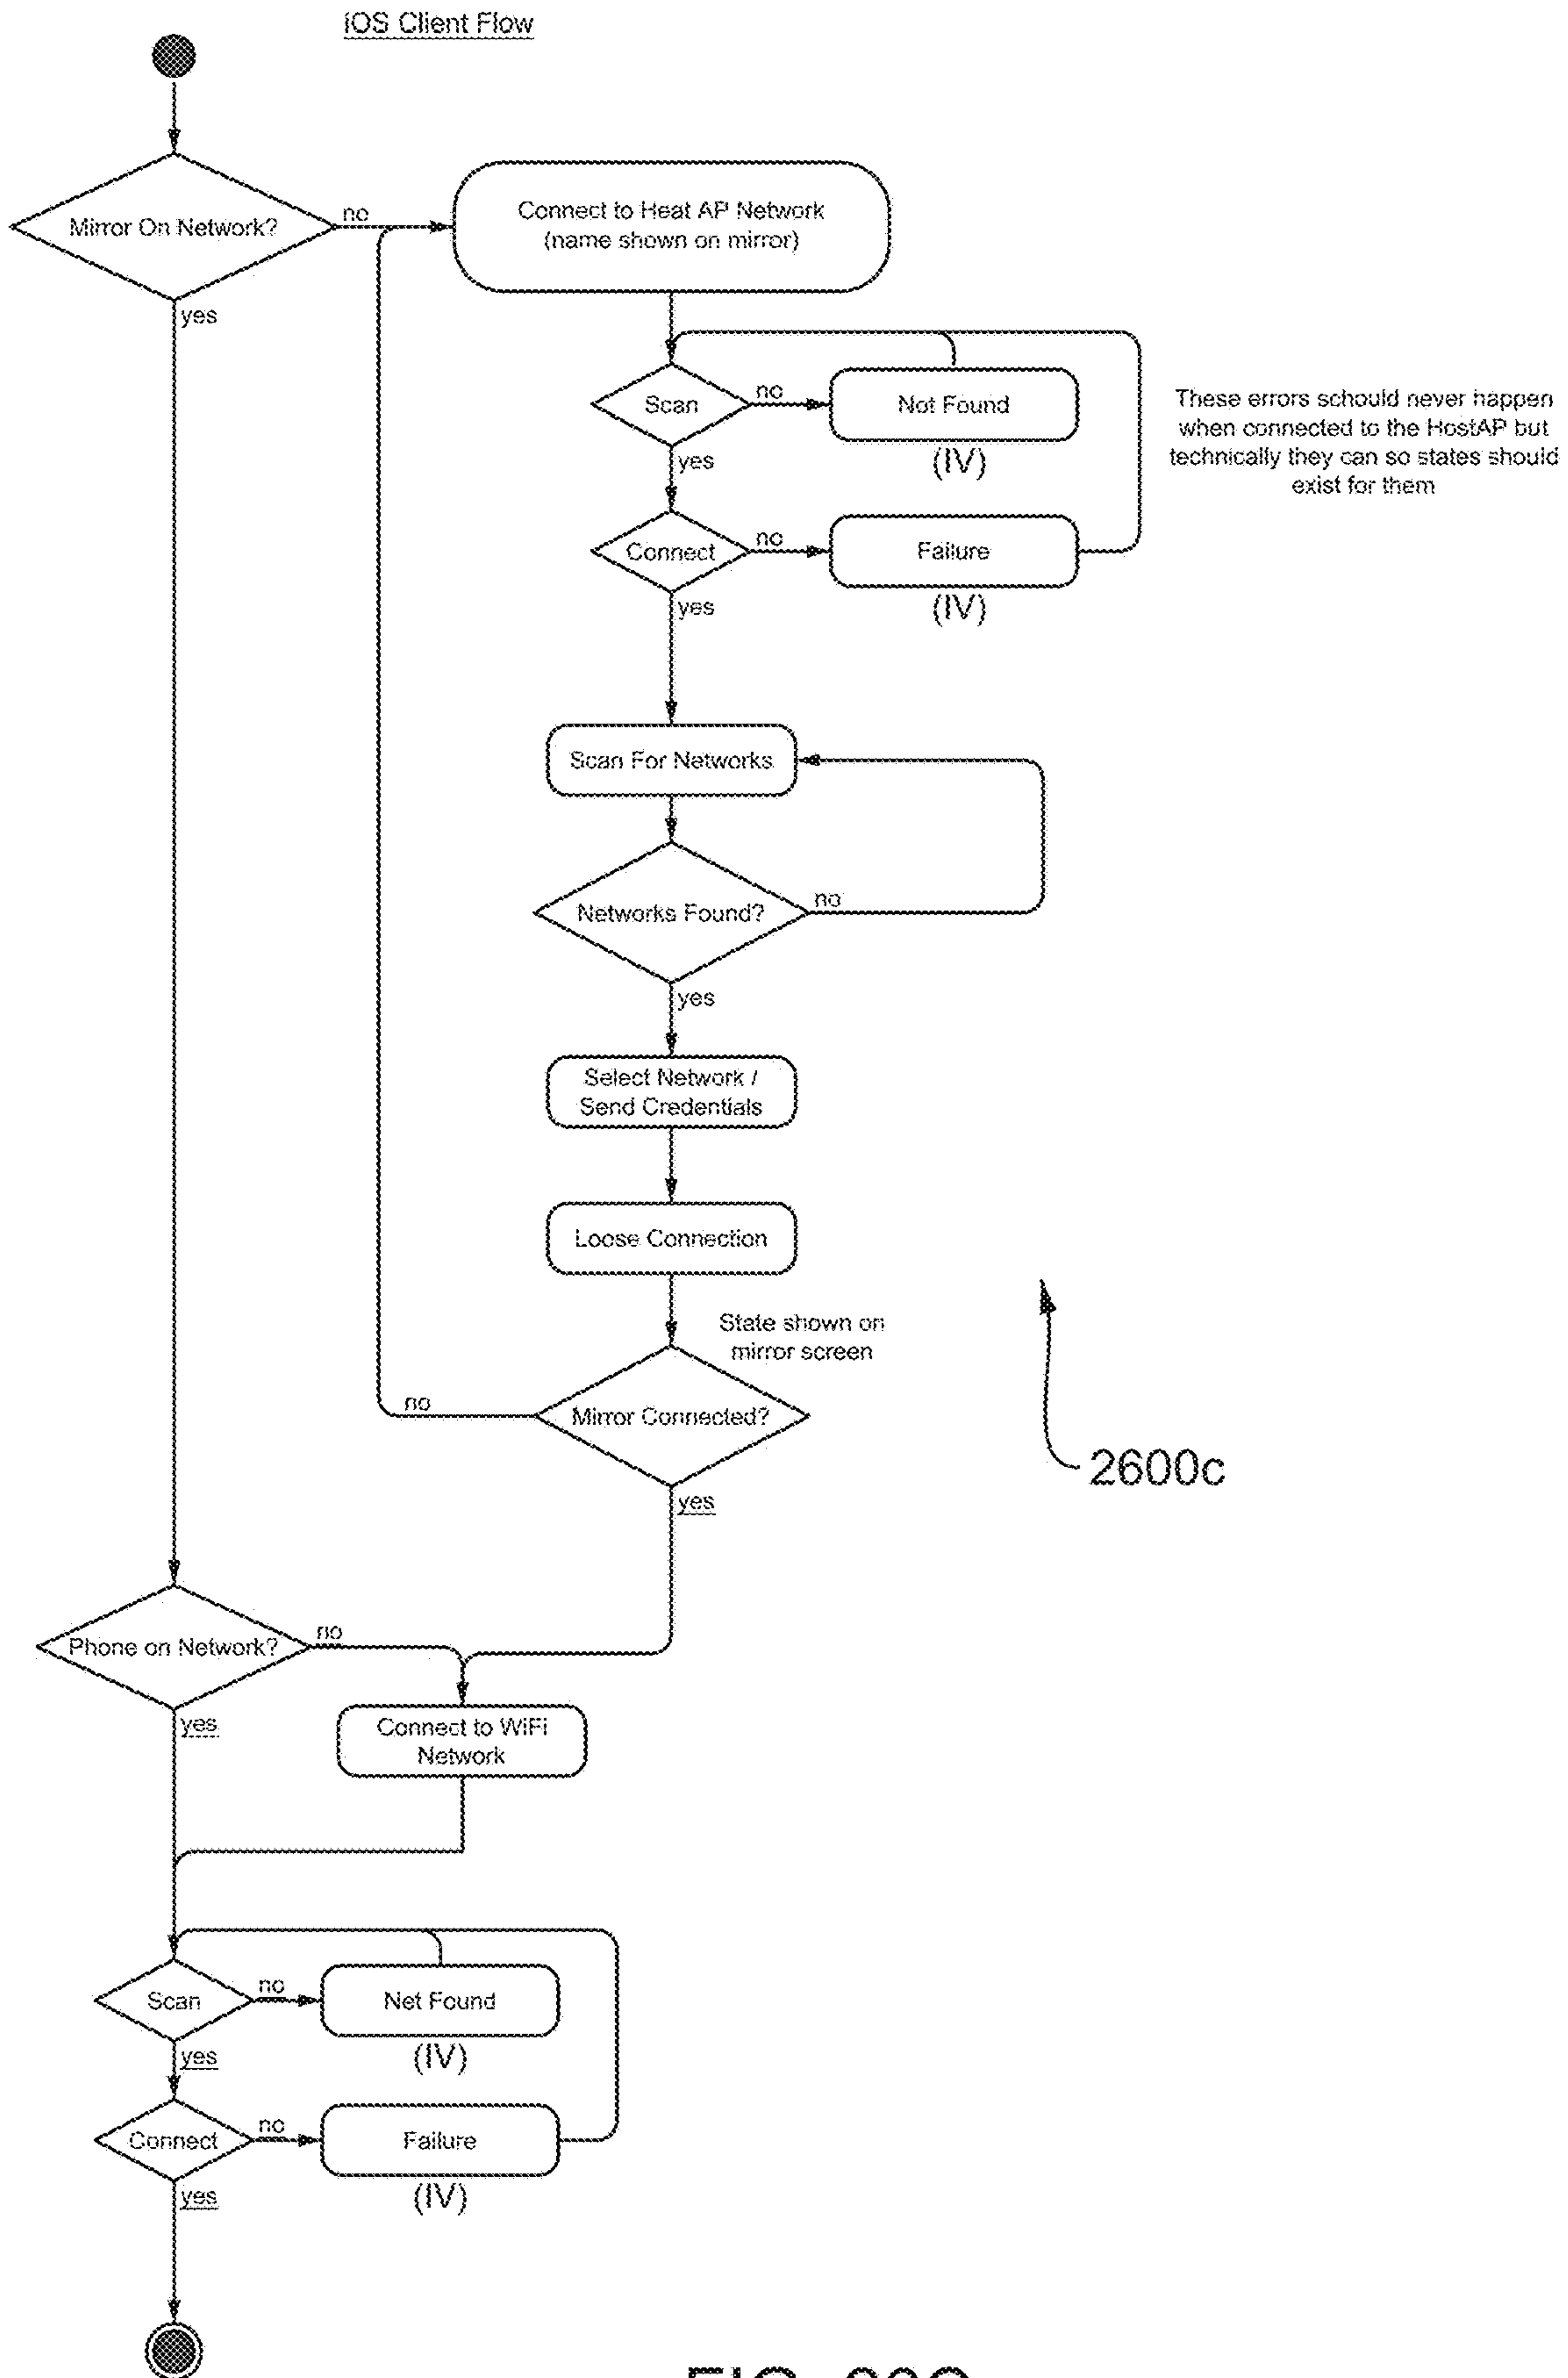 iOS Client Flow
Mirror On Network?
no
yes
Connect to Heat AP Network
(name shown on mirror)
Scan
no
Not Found
(IV)
yes
These errors schould never happen
when connected to the HostAP but
technically they can so states should
exist for them
Connect
no
Failure
(IV)
yes
Scan For Networks
Networks Found?
no
yes
Select Network /
Send Credentials
Loose Connection
State shown on
mirror screen
Mirror Connected?
no
yes
2600c
Phone on Network?
no
yes
Connect to WiFi
Network
Scan
no
Net Found
(IV)
yes
Connect
no
Failure
(IV)
yes